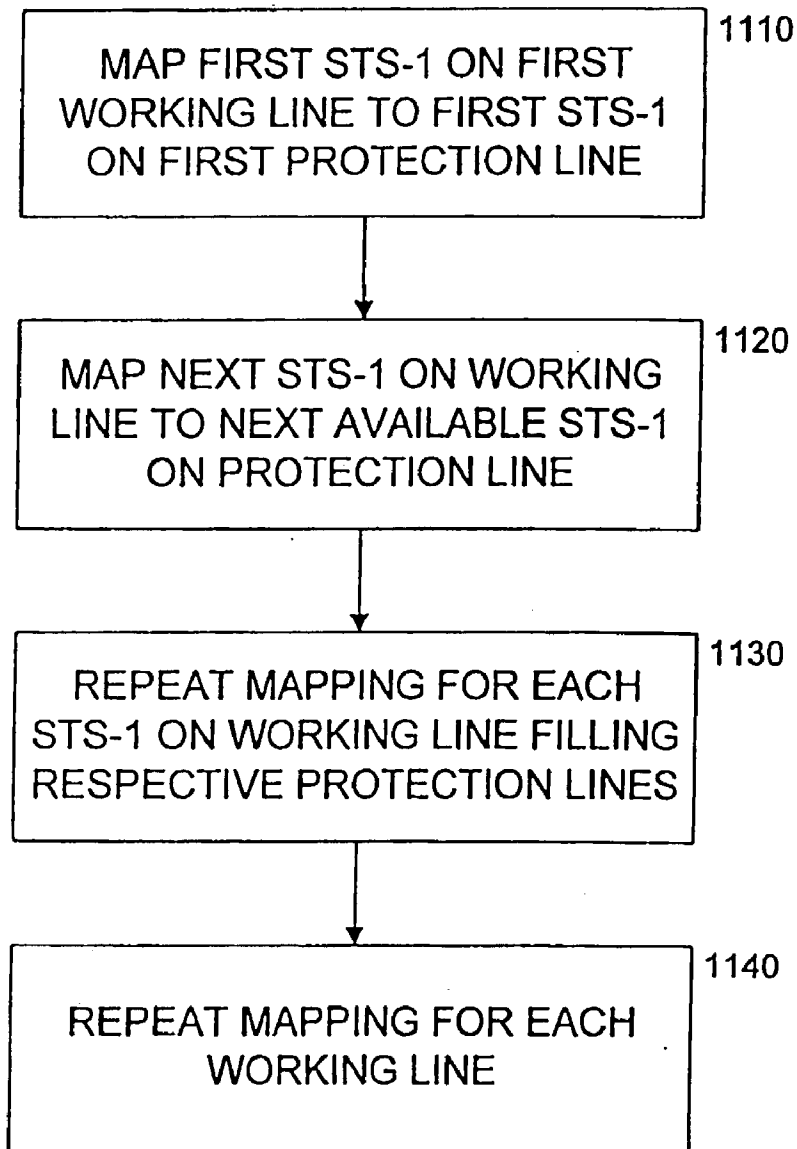 1110
MAP FIRST STS-1 ON FIRST
WORKING LINE TO FIRST STS-1
ON FIRST PROTECTION LINE
1120
MAP NEXT STS-1 ON WORKING
LINE TO NEXT AVAILABLE STS-1
ON PROTECTION LINE
1130
REPEAT MAPPING FOR EACH
STS-1 ON WORKING LINE FILLING
RESPECTIVE PROTECTION LINES
1140
REPEAT MAPPING FOR EACH
WORKING LINE